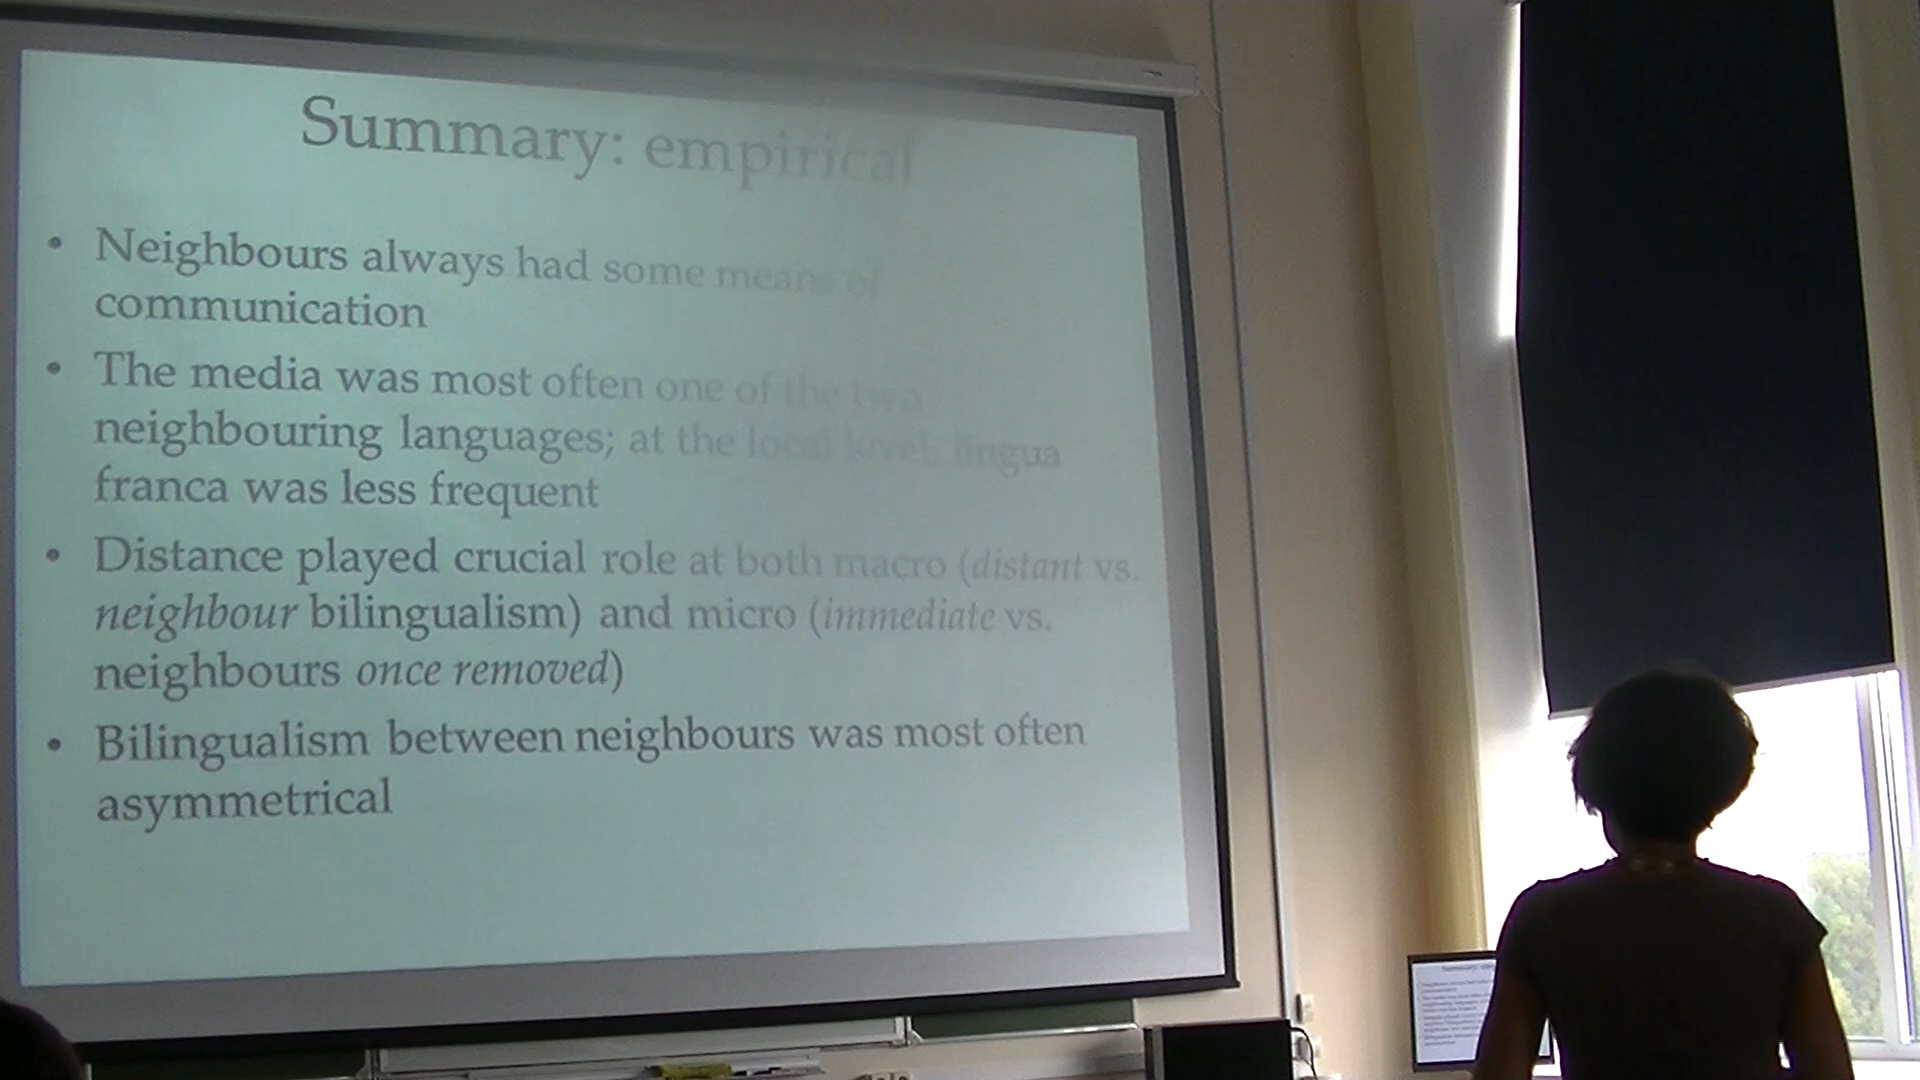 Summary: empirical
• Neighbours always had some means of
communication
• The media was most often one of the two
neighbouring languages; at the local level, lingua
franca was less frequent
• Distance played crucial role at both macro (distant vs.
neighbour bilingualism) and micro (immediate vs.
neighbours once removed)
• Bilingualism between neighbours was most often
asymmetrical